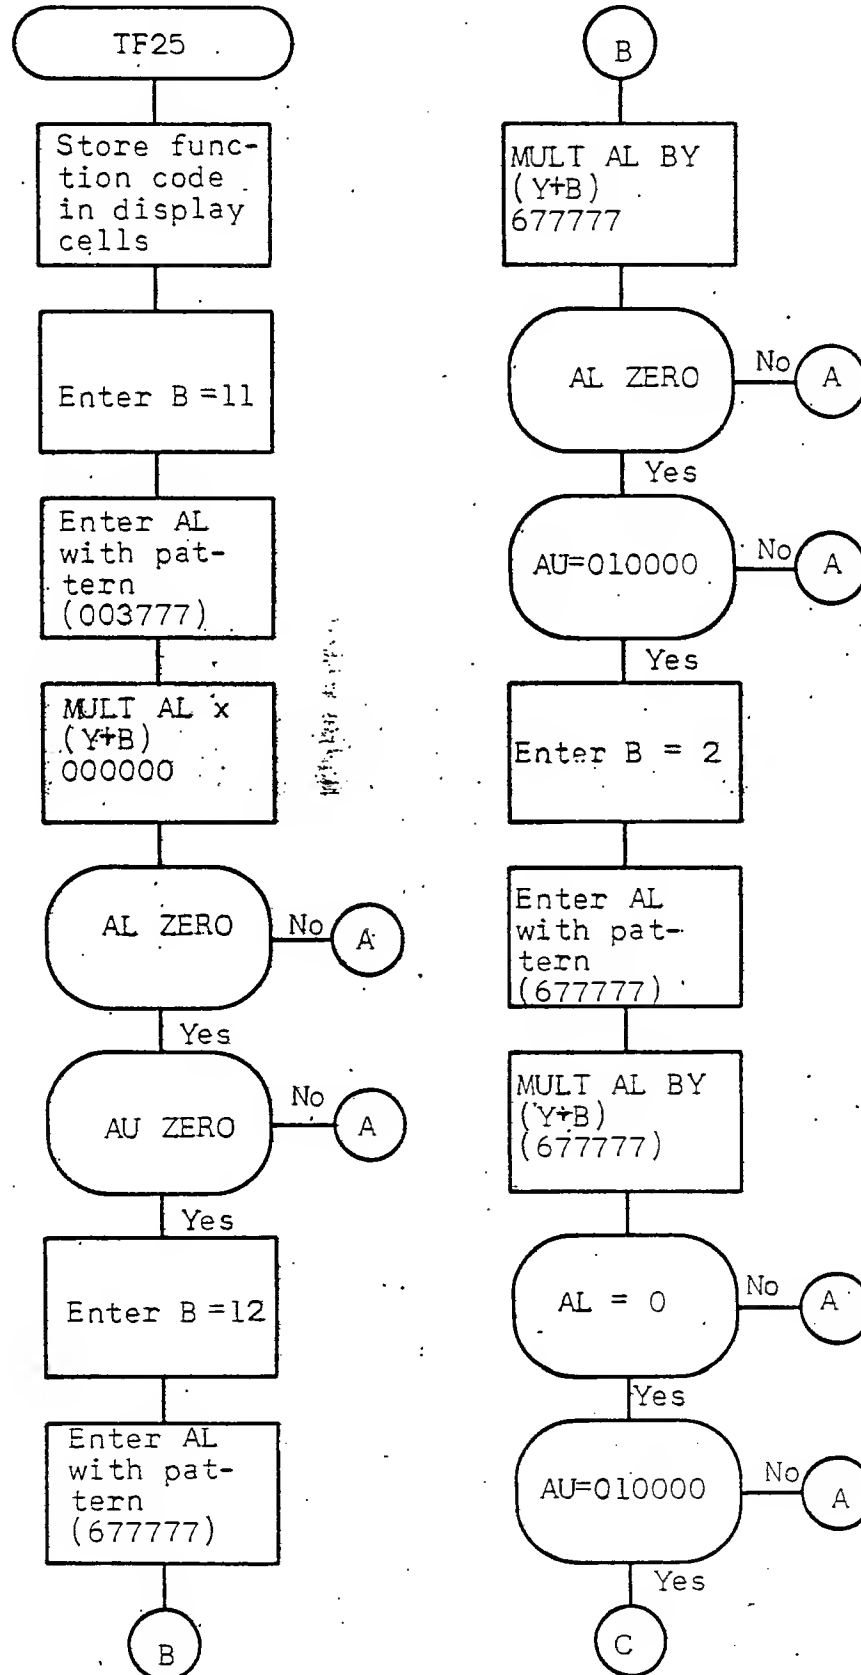 TF25
Store func-
tion code
in display
cells
Enter B =11
Enter AL
with pat-
tern
(003777)
MULT AL x
(Y+B)
000000
AL ZERO
No
A
Yes
AU ZERO
No
A
Yes
Enter B =12
Enter AL
with pat-
tern
(677777)
B
B
MULT AL BY
(Y+B)
677777
AL ZERO
No
A
Yes
AU=010000
No
A
Yes
Enter B = 2
Enter AL
with pat-
tern
(677777)
MULT AL BY
(Y+B)
(677777)
AL = 0
No
A
Yes
AU=010000
No
A
Yes
C